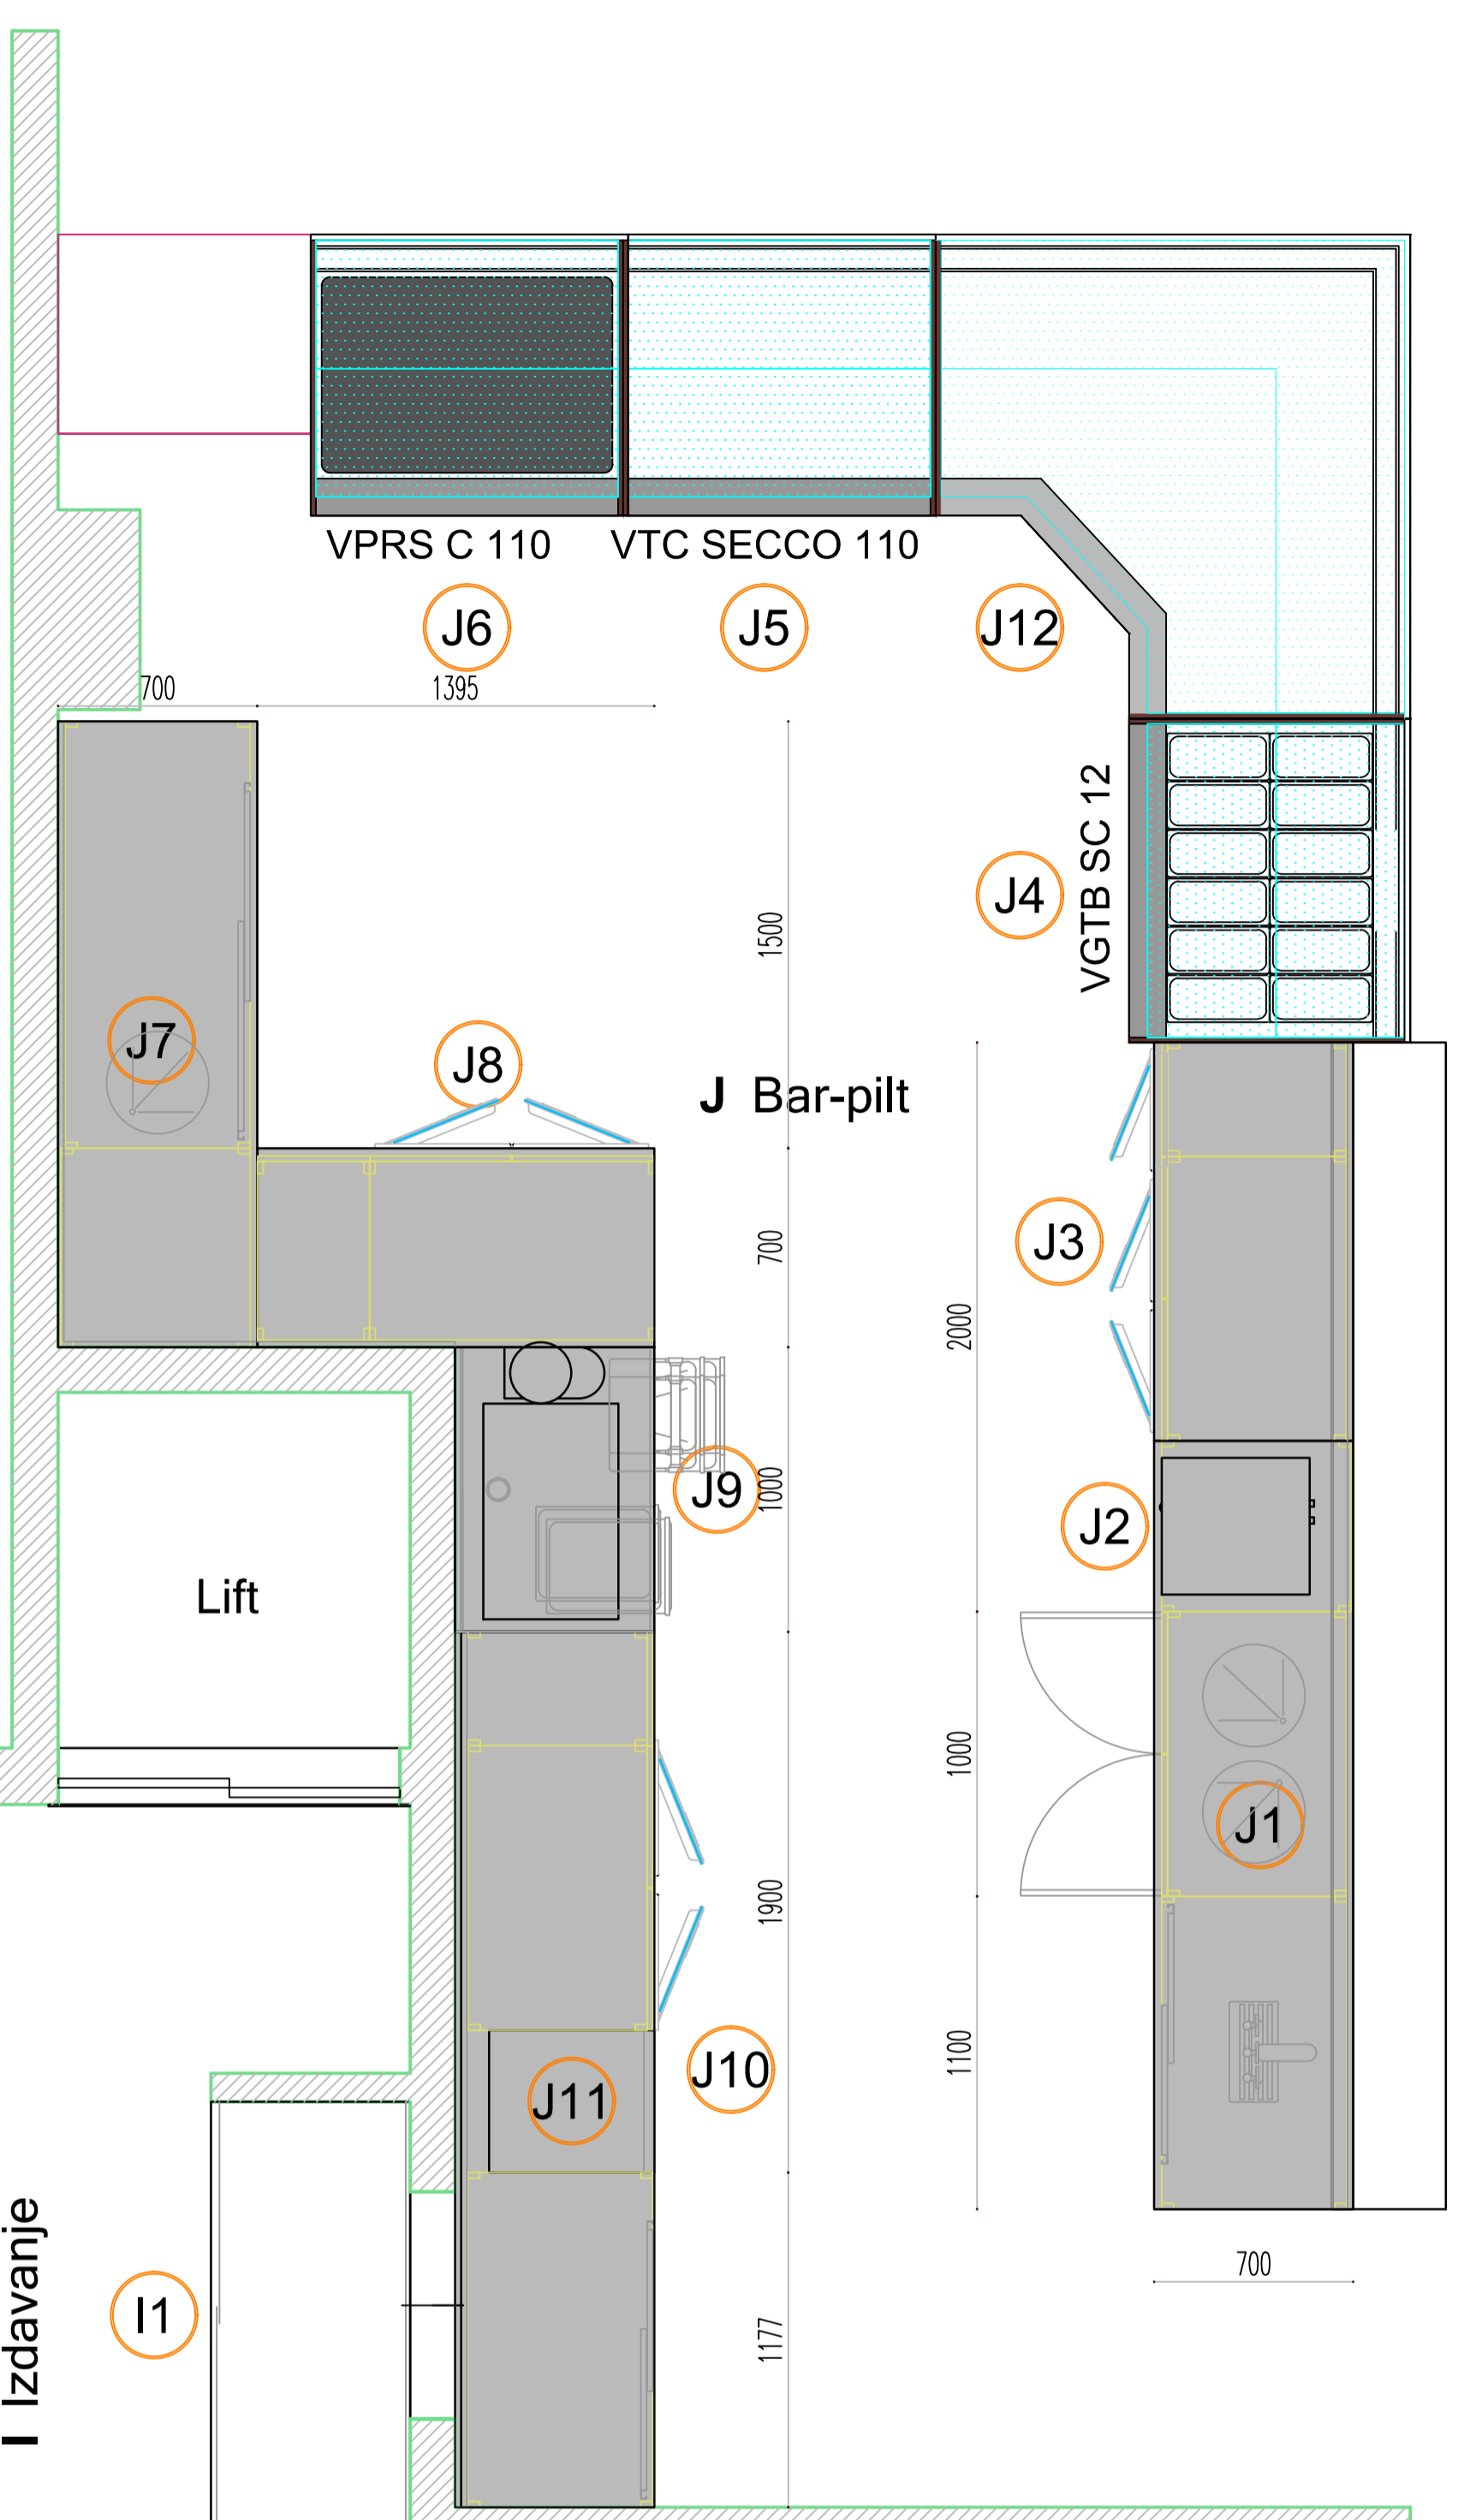 VPRS C 110
VTC SECCO 110
J6
J5
J12
700
1395
VGTB SC 12
J4
1500
J7
J8
J Bar-pilt
J3
700
2000
J9
1000
J2
Lift
1000
J1
1900
J10
1100
J11
I Izdavanje
I1
700
1177